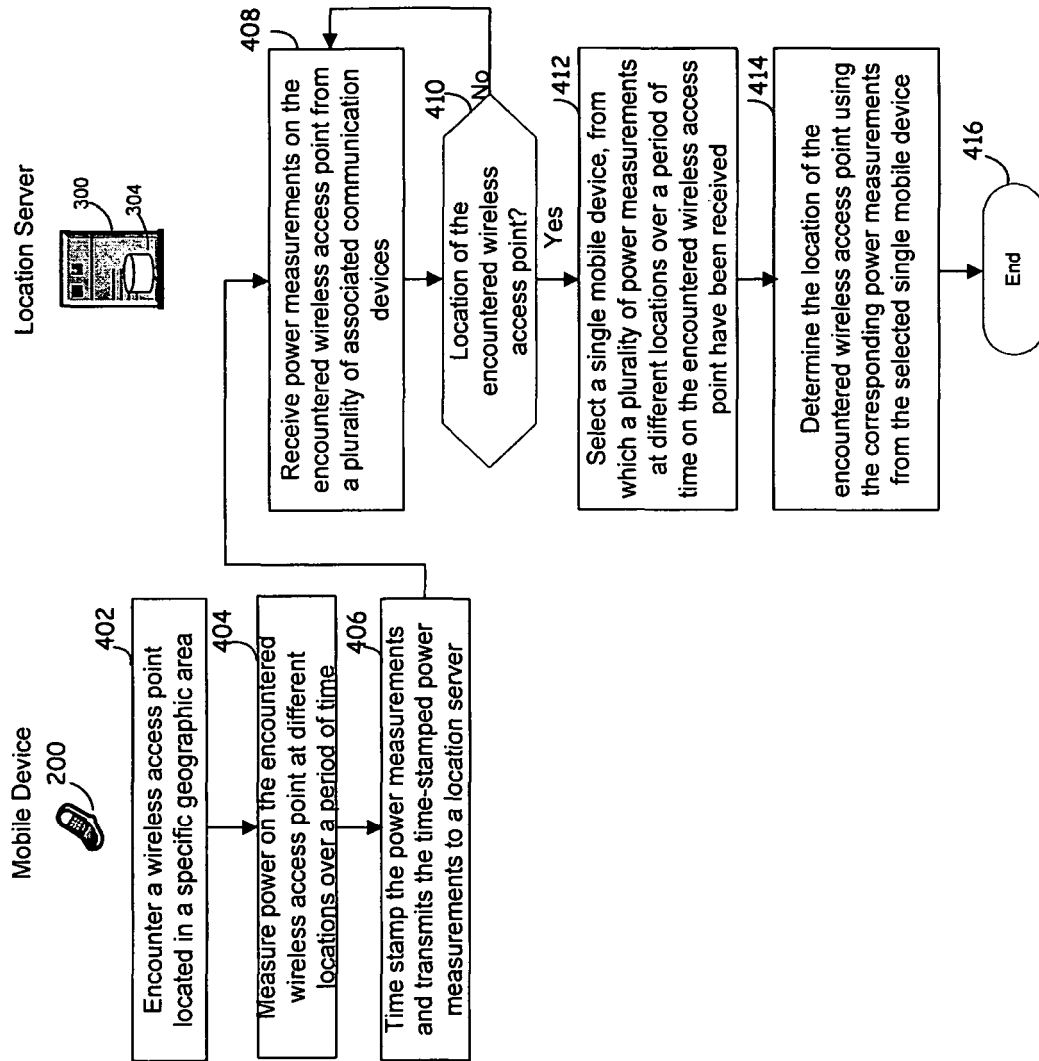 Mobile Device
200
402
Encounter a wireless access point
located in a specific geographic area
404
Measure power on the encountered
wireless access point at different
locations over a period of time
406
Time stamp the power measurements
and transmits the time-stamped power
measurements to a location server
Location Server
300
304
408
Receive power measurements on the
encountered wireless access point from
a plurality of associated communication
devices
410
No
Location of the
encountered wireless
access point?
Yes
412
Select a single mobile device, from
which a plurality of power measurements
at different locations over a period of
time on the encountered wireless access
point have been received
414
Determine the location of the
encountered wireless access point using
the corresponding power measurements
from the selected single mobile device
416
End